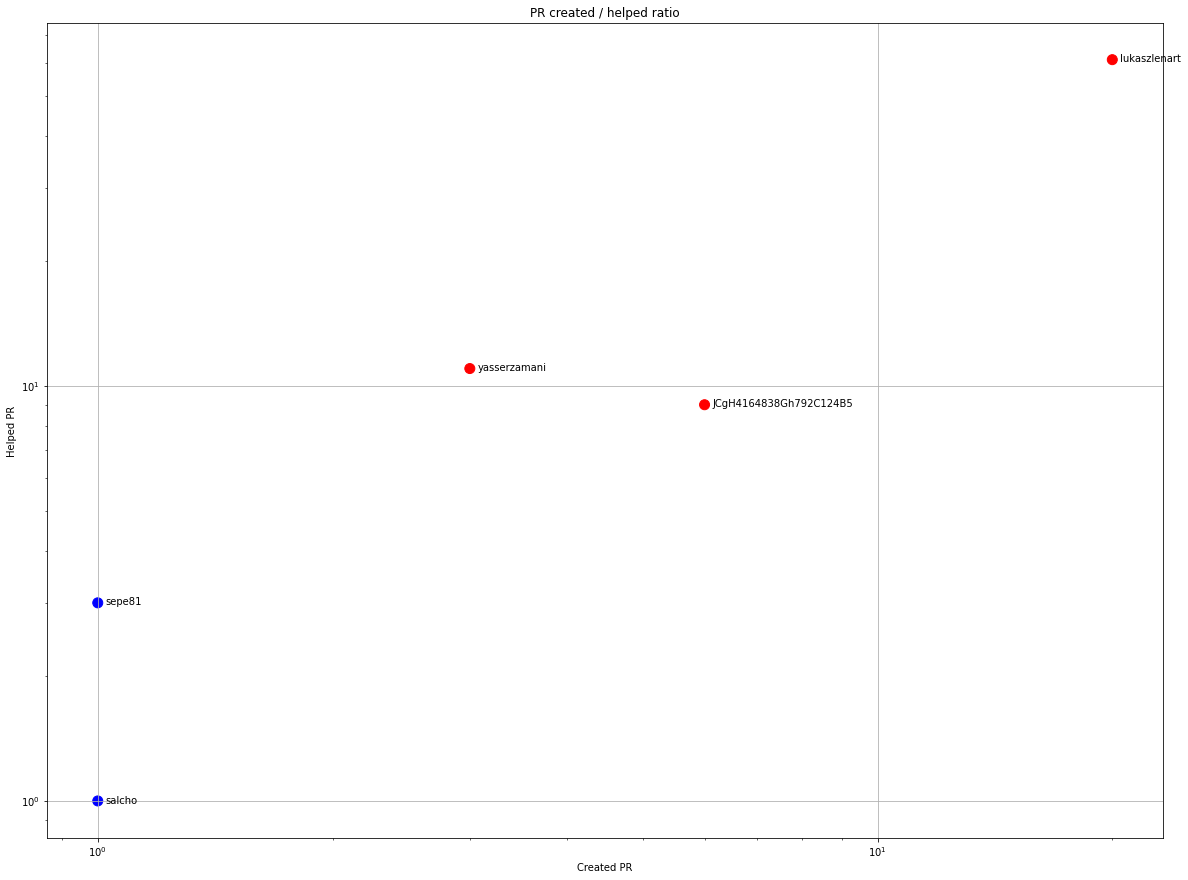 PR created / helped ratio
lukaszlenart
yasserzamani
10¹
JCgH4164838Gh792C124B5
Helped PR
sepe81
10⁰
salcho
10⁰
10¹
Created PR